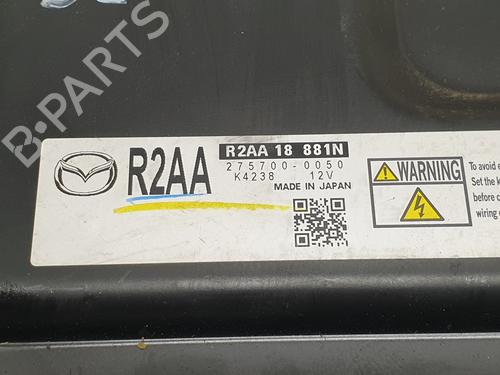 B-Parts
R2AA
R2AA 18 881N
275700-0050
K4238 12V
MADE IN JAPAN
WARNING
To avoid e
Set the k
before c
wiring